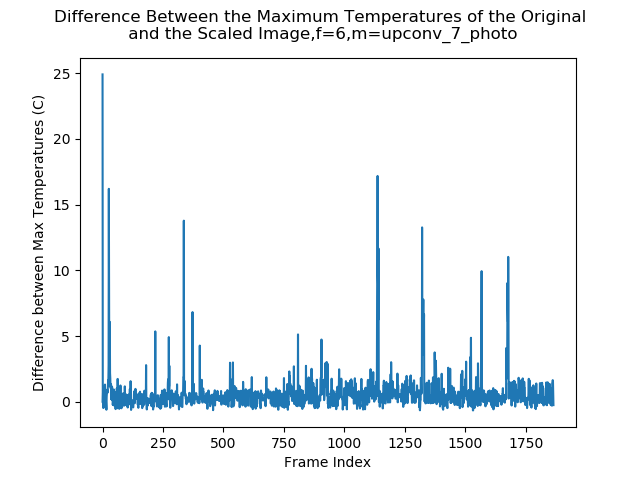 Difference Between the Maximum Temperatures of the Original
and the Scaled Image,f=6,m=upconv_7_photo
25
20
15
10
5
0
Difference between Max Temperatures (C)
0 250 500 750 1000 1250 1500 1750
Frame Index